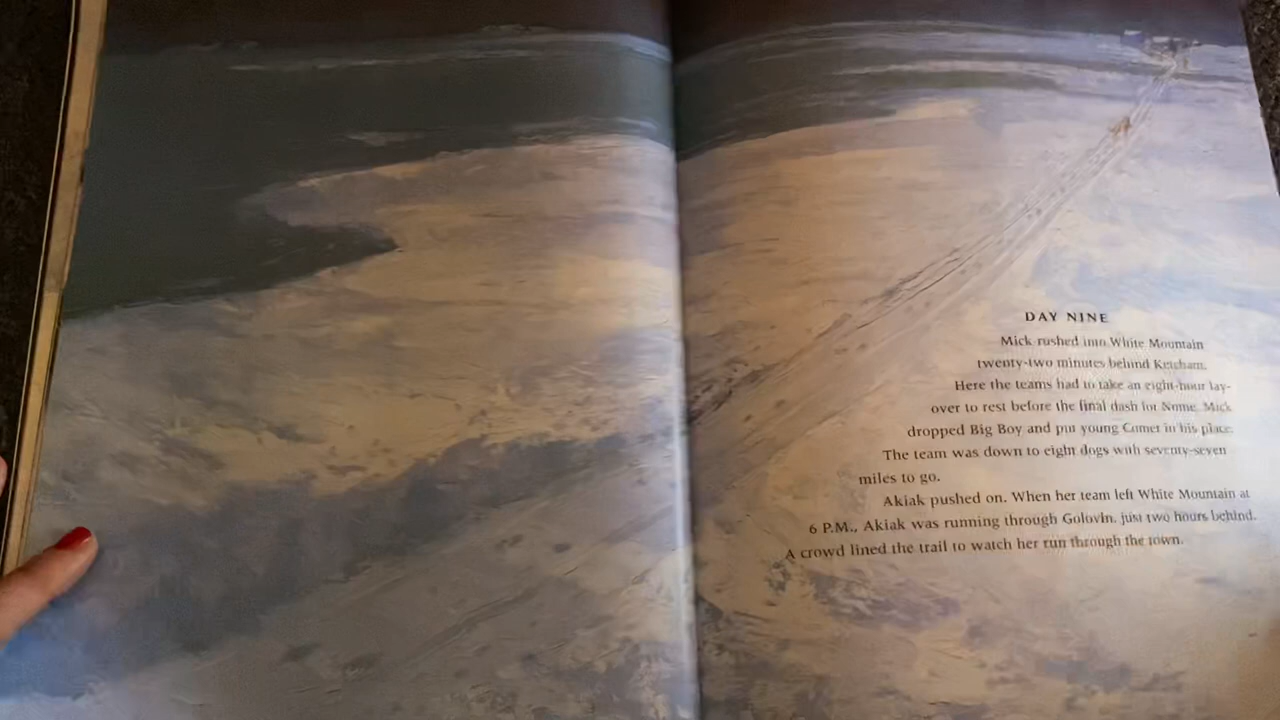 DAY NINE
Mick rushed into White Mountain
twenty-two minutes behind Ketcham.
Here the teams had to take an eight-hour lay-
over to rest before the final dash for Nome. Mick
dropped Big Boy and put young Comet in his place.
The team was down to eight dogs with seventy-seven
miles to go.
Akiak pushed on. When her team left White Mountain at
6 P.M., Akiak was running through Golovin, just two hours behind.
A crowd lined the trail to watch her run through the town.